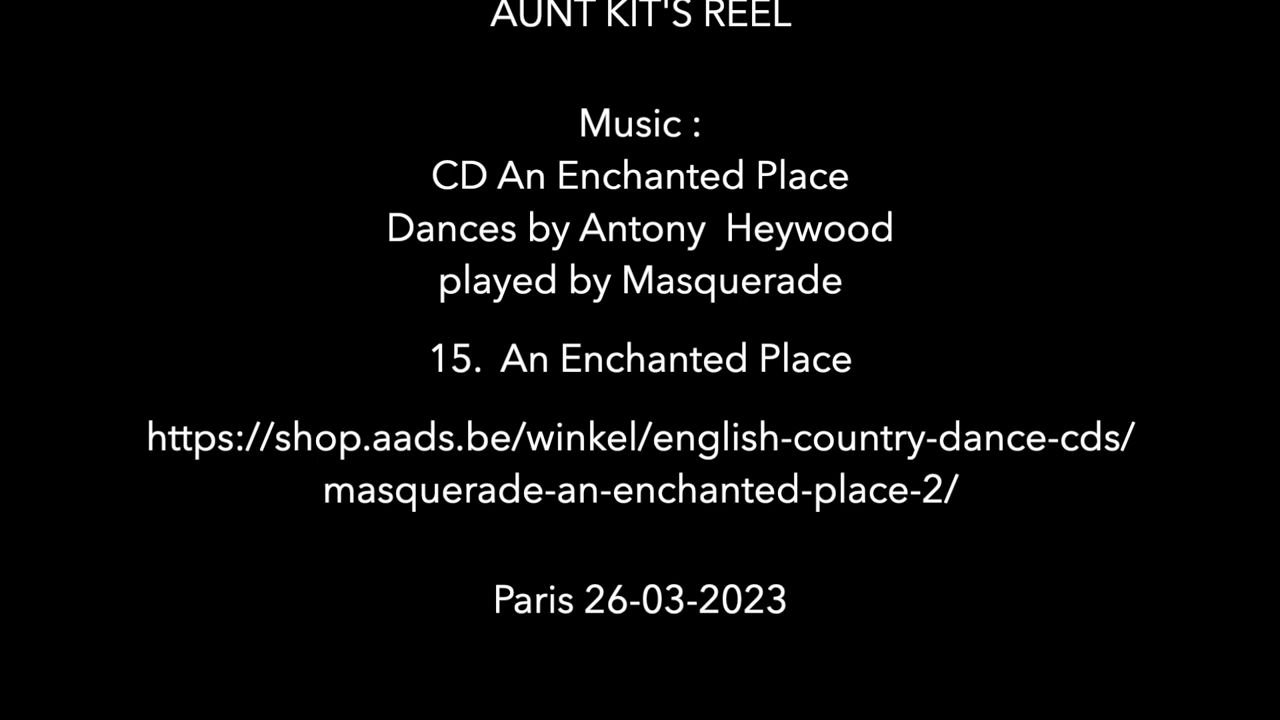 AUNT KIT'S REEL
Music :
CD An Enchanted Place
Dances by Antony  Heywood
played by Masquerade
15.  An Enchanted Place
https://shop.aads.be/winkel/english-country-dance-cds/
masquerade-an-enchanted-place-2/
Paris 26-03-2023